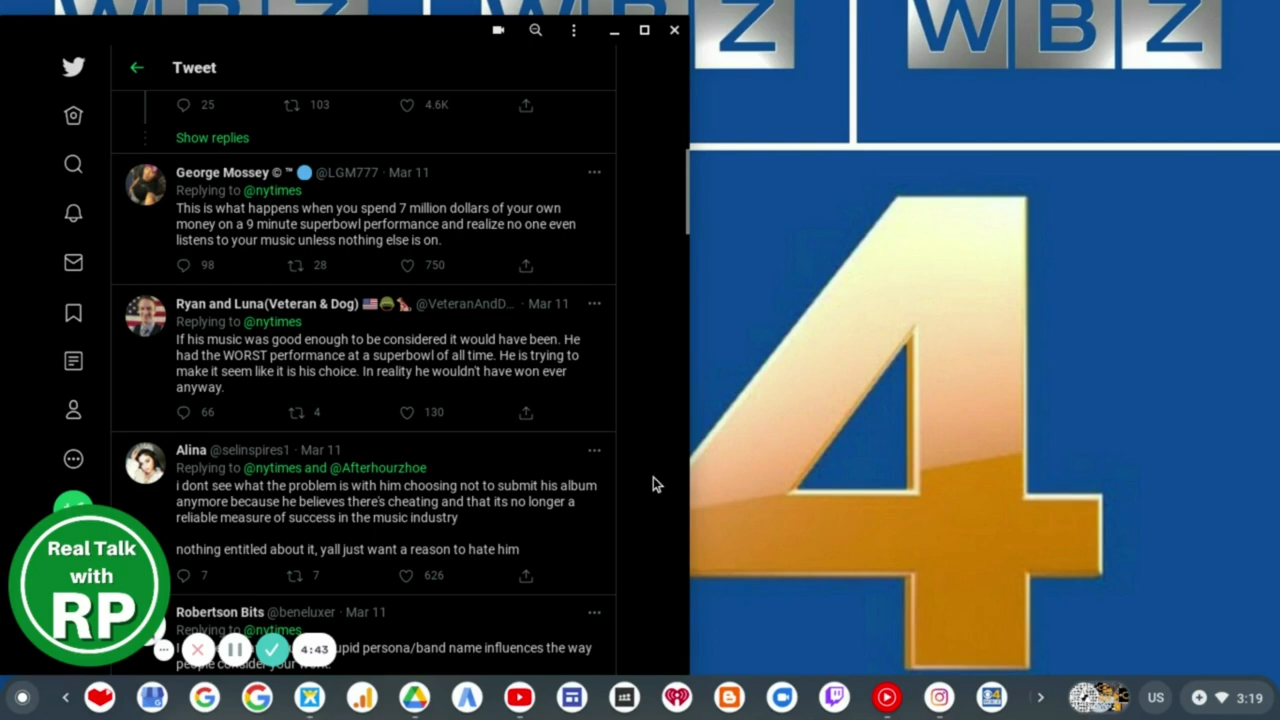 WBZ
Z
WBZ
Tweet
25 103 4.6K
Show replies
George Mossey © ™ @LGM777 · Mar 11
Replying to @nytimes
This is what happens when you spend 7 million dollars of your own
money on a 9 minute superbowl performance and realize no one even
listens to your music unless nothing else is on.
98 28 750
Ryan and Luna(Veteran & Dog) @VeteranAndD... · Mar 11
Replying to @nytimes
If his music was good enough to be considered it would have been. He
had the WORST performance at a superbowl of all time. He is trying to
make it seem like it is his choice. In reality he wouldn't have won ever
anyway.
66 4 130
Alina @selinspires1 · Mar 11
Replying to @nytimes and @Afterhourzhoe
i dont see what the problem is with him choosing not to submit his album
anymore because he believes there's cheating and that its no longer a
reliable measure of success in the music industry
nothing entitled about it, yall just want a reason to hate him
7 7 626
Robertson Bits @beneluxer · Mar 11
Replying to @nytimes
persona/band name influences the way
people consider your work.
4
Real Talk
with
RP
4:43
US
3:19